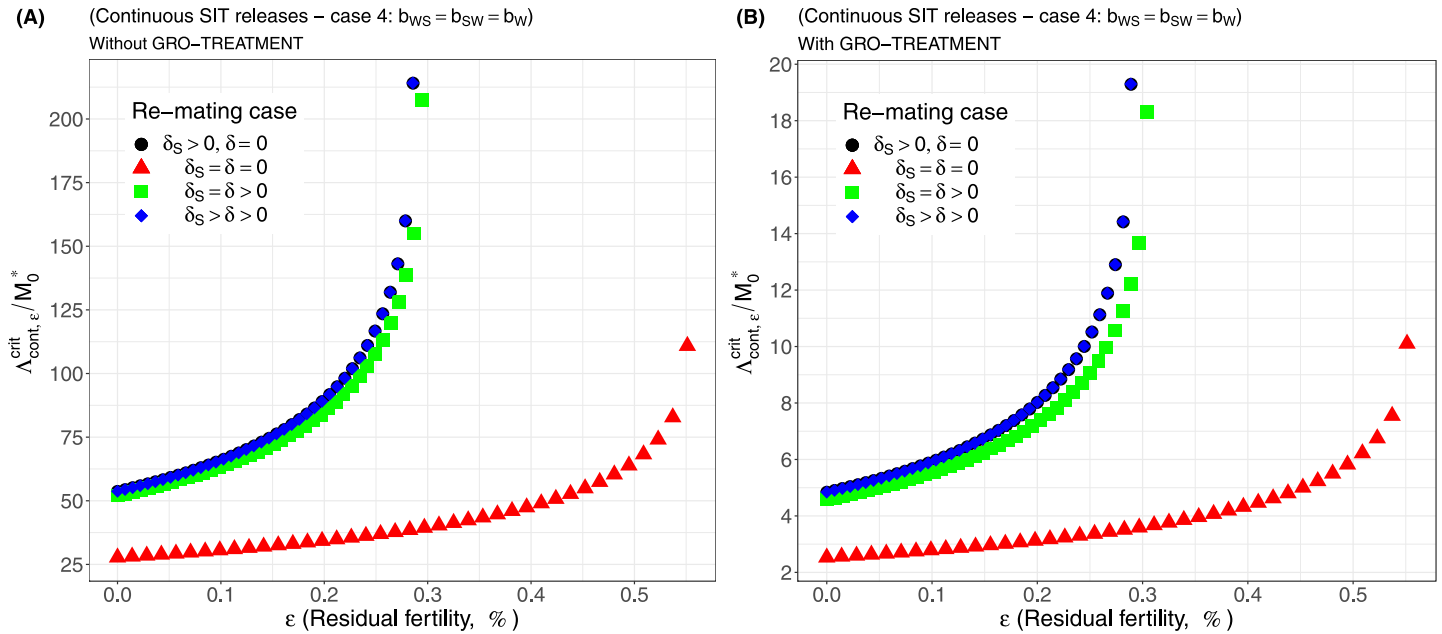 (A) (Continuous SIT releases − case 4: b_WS = b_SW = b_W)
Without GRO−TREATMENT
Re−mating case
δ_S > 0, δ = 0
δ_S = δ = 0
δ_S = δ > 0
δ_S > δ > 0
200
175
150
125
100
75
50
25
0.0 0.1 0.2 0.3 0.4 0.5
Λ^crit_cont, ε / M_0^*
ε (Residual fertility, %)
(B) (Continuous SIT releases − case 4: b_WS = b_SW = b_W)
With GRO−TREATMENT
Re−mating case
δ_S > 0, δ = 0
δ_S = δ = 0
δ_S = δ > 0
δ_S > δ > 0
20
18
16
14
12
10
8
6
4
2
0.0 0.1 0.2 0.3 0.4 0.5
Λ^crit_cont, ε / M_0^*
ε (Residual fertility, %)